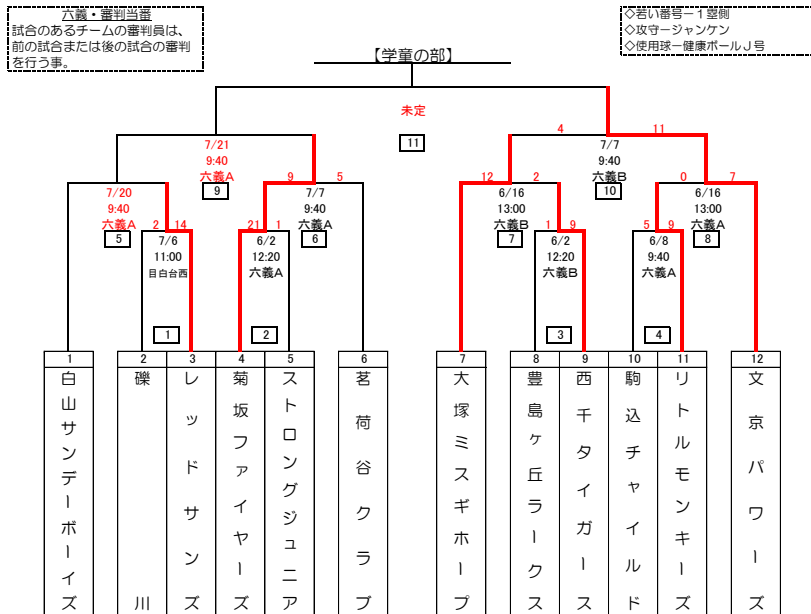 六義・審判当番
試合のあるチームの審判員は、
前の試合または後の試合の審判
を行う事。
◇若い番号－１塁側
◇攻守－ジャンケン
◇使用球－健康ボールＪ号
【学童の部】
未定
11
7/21
9:40
六義A
9
4
11
7/7
9:40
六義B
10
7/20
9:40
六義A
5
9
5
7/7
9:40
六義A
6
12
2
6/16
13:00
六義B
7
0
7
6/16
13:00
六義A
8
2
14
7/6
11:00
目白台西
1
21
1
6/2
12:20
六義A
2
1
9
6/2
12:20
六義B
3
5
9
6/8
9:40
六義A
4
1
白山サンデーボーイズ
2
礫川
3
レッドサンズ
4
菊坂ファイヤーズ
5
ストロングジュニア
6
茗荷谷クラブ
7
大塚ミスギホープ
8
豊島ヶ丘ラークス
9
西千タイガース
10
駒込チャイルド
11
リトルモンキーズ
12
文京パワーズ